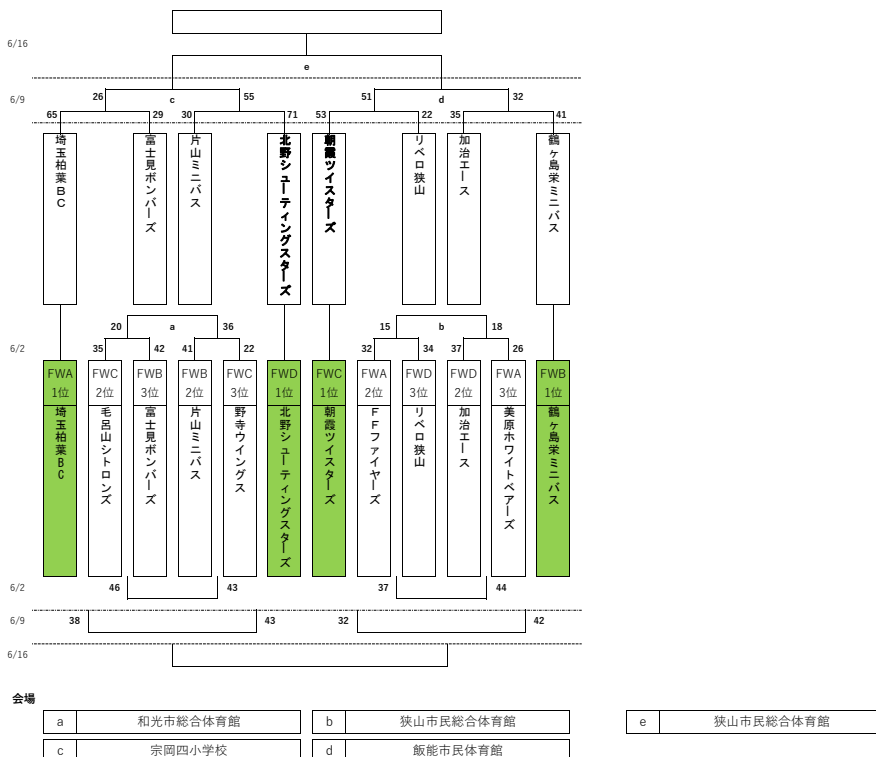 6/16
e
6/9
26
c
55
51
d
32
65
29
30
71
53
22
35
41
埼玉柏葉BC
富士見ボンバーズ
片山ミニバス
北野シューティングスターズ
朝霞ツイスターズ
リベロ狭山
加治エース
鶴ヶ島栄ミニバス
20
a
36
15
b
18
6/2
35
42
41
22
32
34
37
26
FWA
FWC
FWB
FWB
FWC
FWD
FWC
FWA
FWD
FWD
FWA
FWB
1位
2位
3位
2位
3位
1位
1位
2位
3位
2位
3位
1位
埼玉柏葉BC
毛呂山シトロンズ
富士見ボンバーズ
片山ミニバス
野寺ウイングス
北野シューティングスターズ
朝霞ツイスターズ
FFファイヤーズ
リベロ狭山
加治エース
美原ホワイトベアーズ
鶴ヶ島栄ミニバス
6/2
46
43
37
44
6/9
38
43
32
42
6/16
会場
a 和光市総合体育館
b 狭山市民総合体育館
e 狭山市民総合体育館
c 宗岡四小学校
d 飯能市民体育館